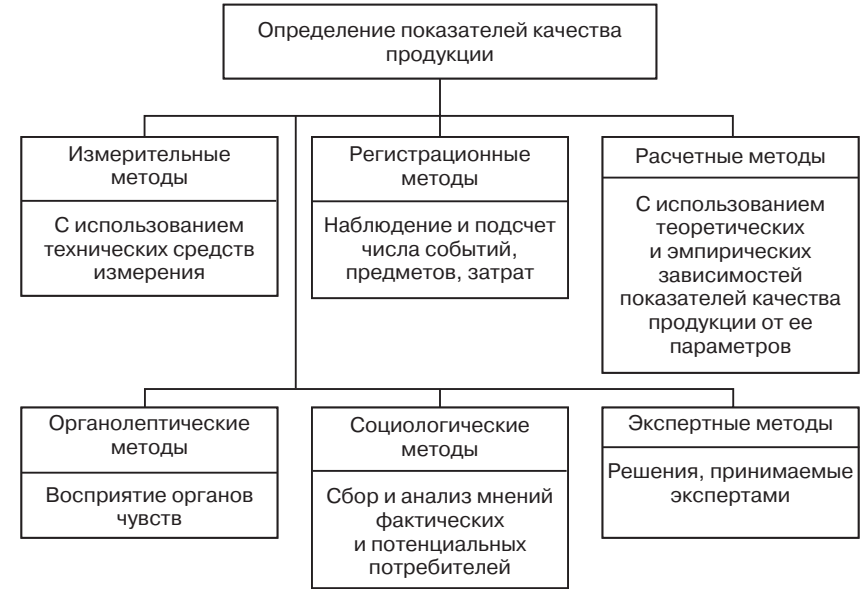 Определение показателей качества
продукции
Измерительные
методы
С использованием
технических средств
измерения
Регистрационные
методы
Наблюдение и подсчет
числа событий,
предметов, затрат
Расчетные методы
С использованием
теоретических
и эмпирических
зависимостей
показателей качества
продукции от ее
параметров
Органолептические
методы
Восприятие органов
чувств
Социологические
методы
Сбор и анализ мнений
фактических
и потенциальных
потребителей
Экспертные методы
Решения, принимаемые
экспертами